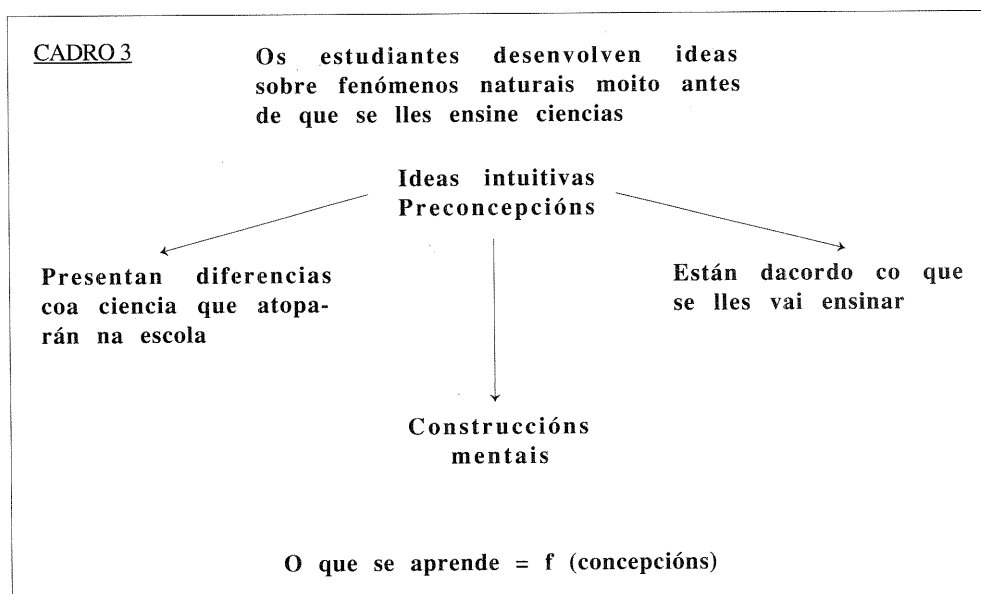 CADRO 3
Os estudiantes desenvolven ideas
sobre fenómenos naturais moito antes
de que se lles ensine ciencias
Ideas intuitivas
Preconcepcións
Presentan diferencias
coa ciencia que atopa-
rán na escola
Están dacordo co que
se lles vai ensinar
Construccións
mentais
O que se aprende = f (concepcións)